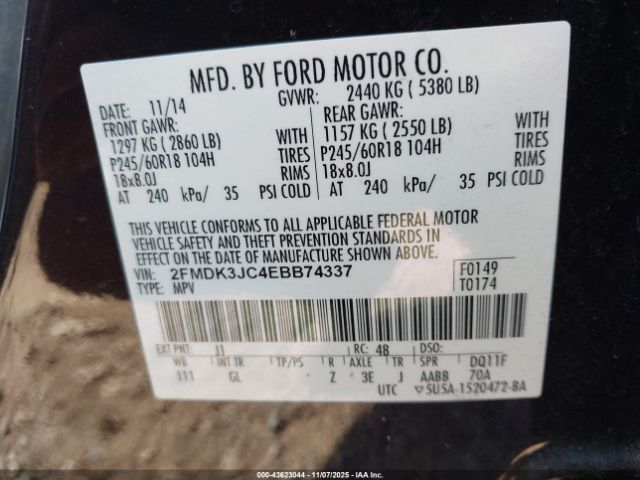 MFD. BY FORD MOTOR CO.
DATE: 11/14 GVWR: 2440 KG ( 5380 LB)
FRONT GAWR: REAR GAWR:
1297 KG ( 2860 LB) WITH 1157 KG ( 2550 LB) WITH
P245/60R18 104H TIRES P245/60R18 104H TIRES
18x8.0J RIMS 18x8.0J RIMS
AT 240 kPa/ 35 PSI COLD AT 240 kPa/ 35 PSI COLD
THIS VEHICLE CONFORMS TO ALL APPLICABLE FEDERAL MOTOR
VEHICLE SAFETY AND THEFT PREVENTION STANDARDS IN
EFFECT ON THE DATE OF MANUFACTURE SHOWN ABOVE.
VIN: 2FMDK3JC4EBB74337 F0149
TYPE: MPV T0174
EXT PNT: J1 RC: 48 DSO:
WB INT TR TP/PS R AXLE TR SPR DQ11F
111 GL Z 3E J AABB 70A
UTC ▽5U5A-1520472-BA
00-43623044 | 11/07/2025 - IAA Inc.